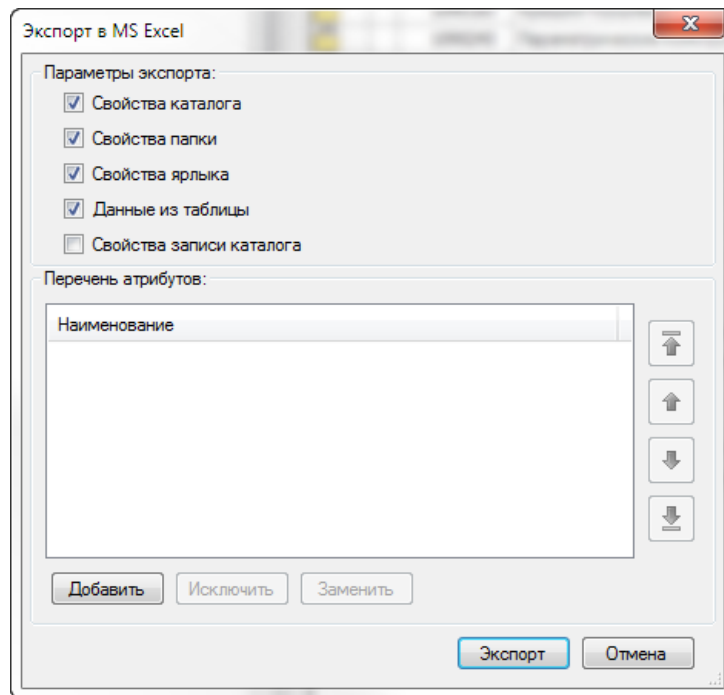 Экспорт в MS Excel
Параметры экспорта:
Свойства каталога
Свойства папки
Свойства ярлыка
Данные из таблицы
Свойства записи каталога
Перечень атрибутов:
Наименование
Добавить Исключить Заменить
Экспорт Отмена